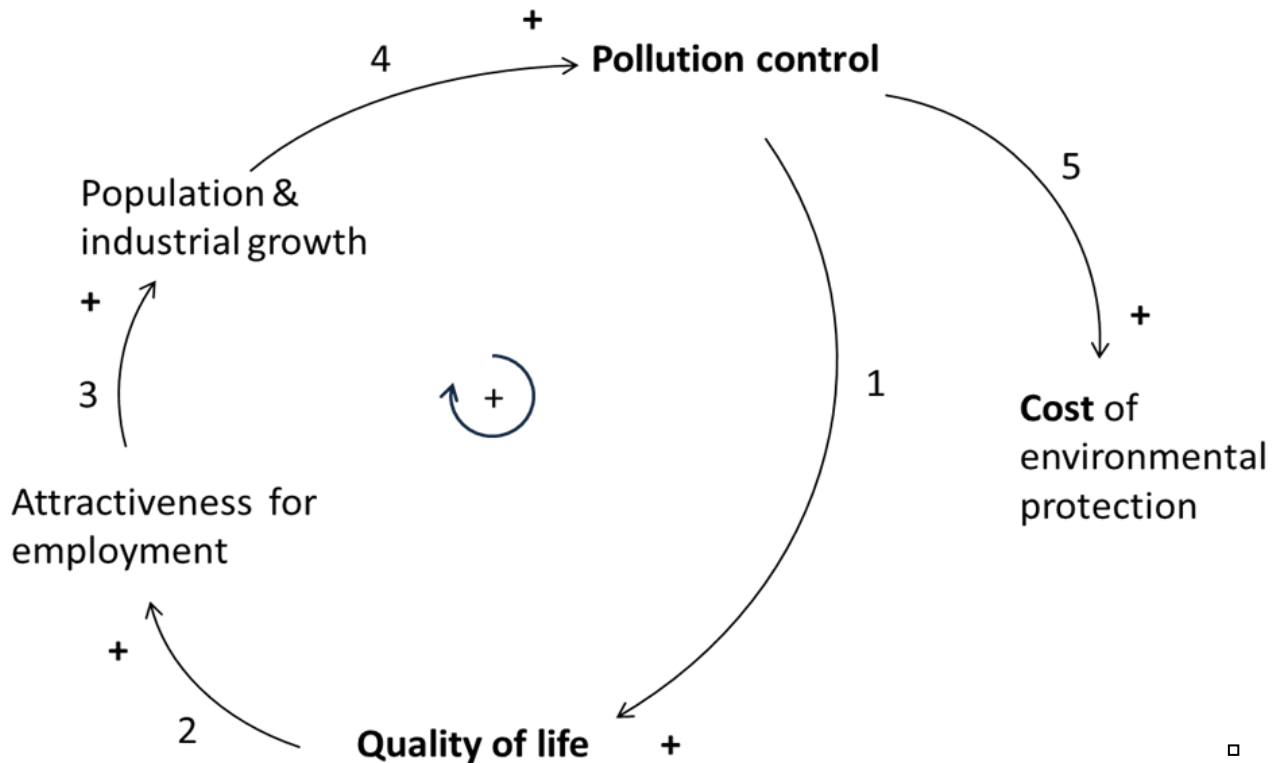 +
4
Pollution control
5
Population &
industrial growth
+
+
3
+
1
Cost of
environmental
protection
Attractiveness for
employment
+
2
Quality of life +